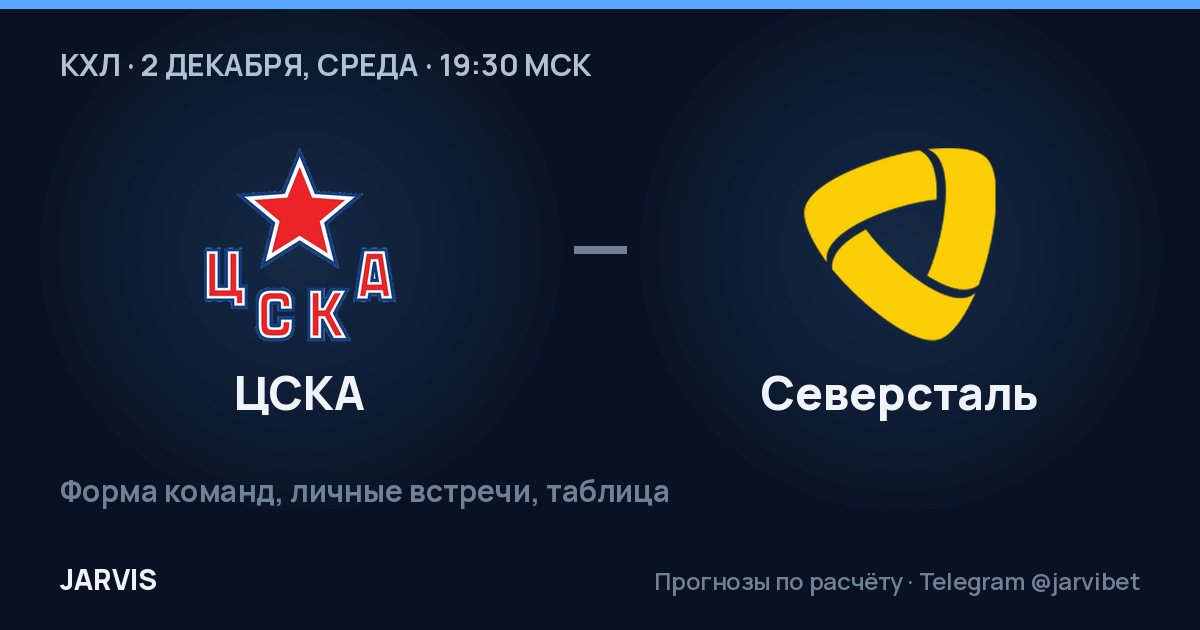 КХЛ · 2 ДЕКАБРЯ, СРЕДА · 19:30 МСК
ЦСКА
—
ЦСКА
Северсталь
Форма команд, личные встречи, таблица
JARVIS
Прогнозы по расчёту · Telegram @jarvibet